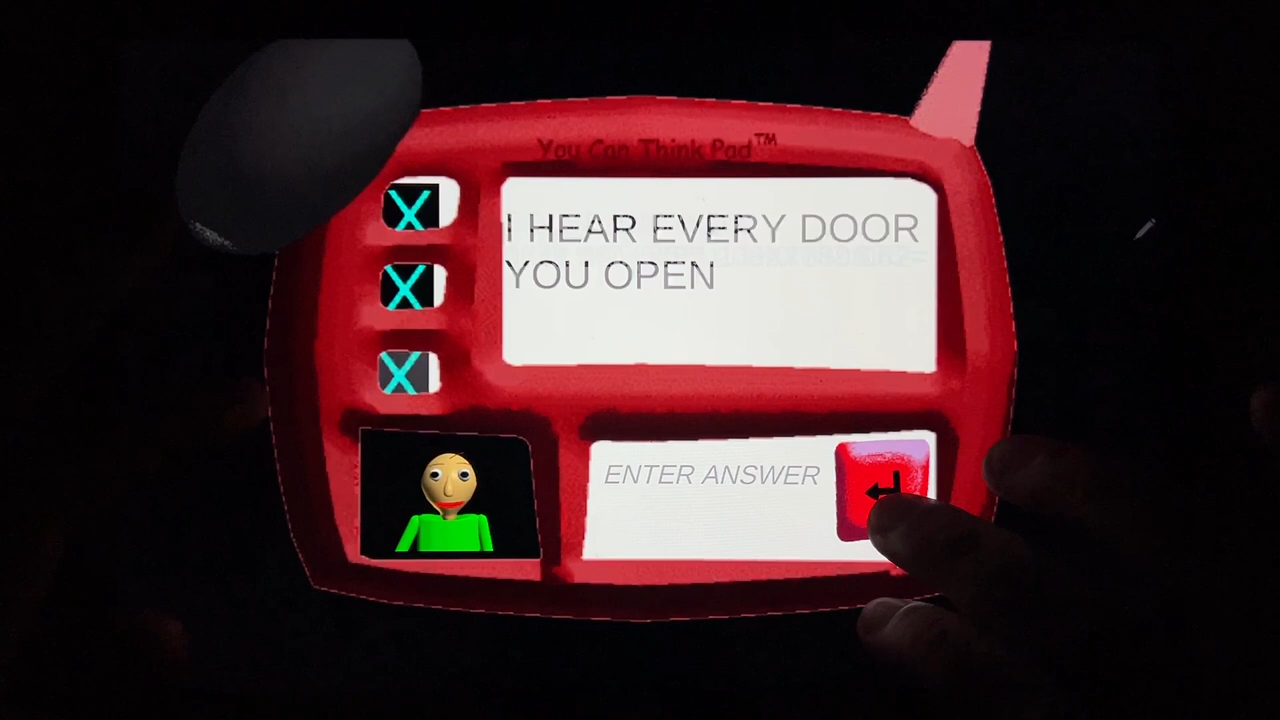 You Can Think Pad™
X
I HEAR EVERY DOOR
YOU OPEN
X
X
ENTER ANSWER